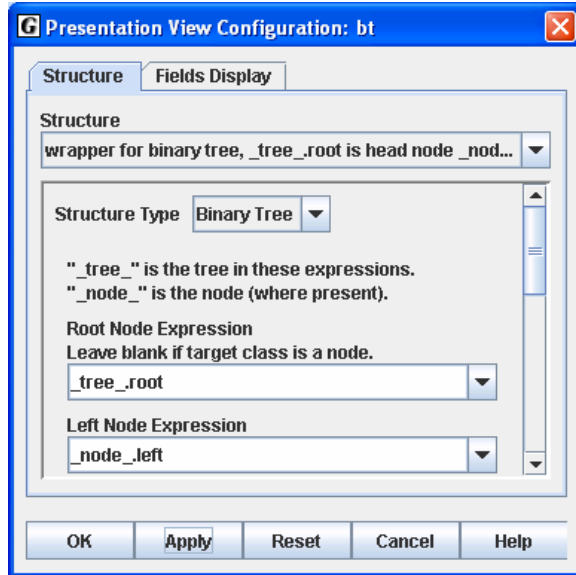 G Presentation View Configuration: bt
Structure Fields Display
Structure
wrapper for binary tree, _tree_.root is head node _nod...
Structure Type Binary Tree
"_tree_" is the tree in these expressions.
"_node_" is the node (where present).
Root Node Expression
Leave blank if target class is a node.
_tree_.root
Left Node Expression
_node_.left
OK Apply Reset Cancel Help